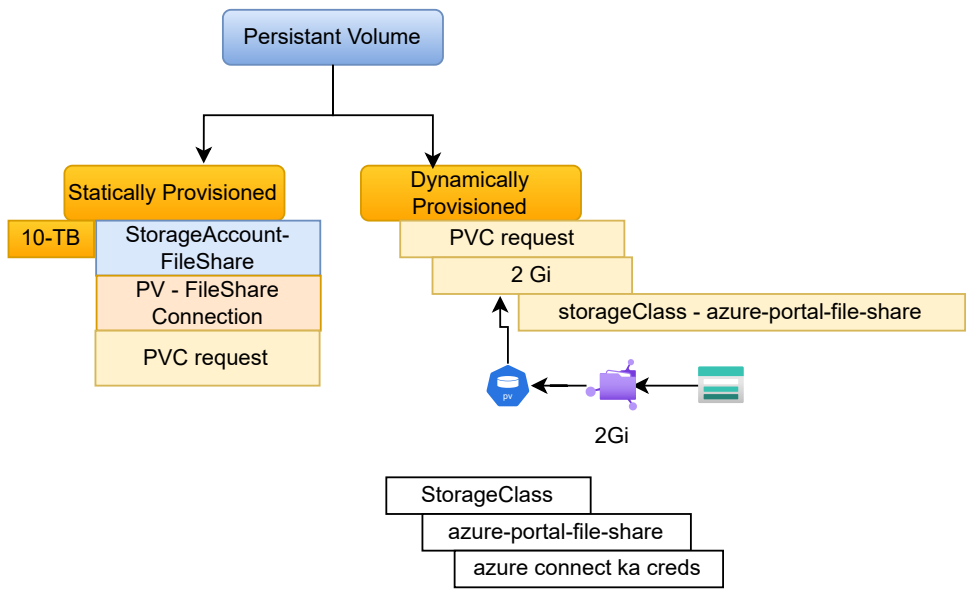 Persistant Volume
Statically Provisioned
10-TB
StorageAccount-
FileShare
PV - FileShare
Connection
PVC request
Dynamically
Provisioned
PVC request
2 Gi
storageClass - azure-portal-file-share
pv
2Gi
StorageClass
azure-portal-file-share
azure connect ka creds